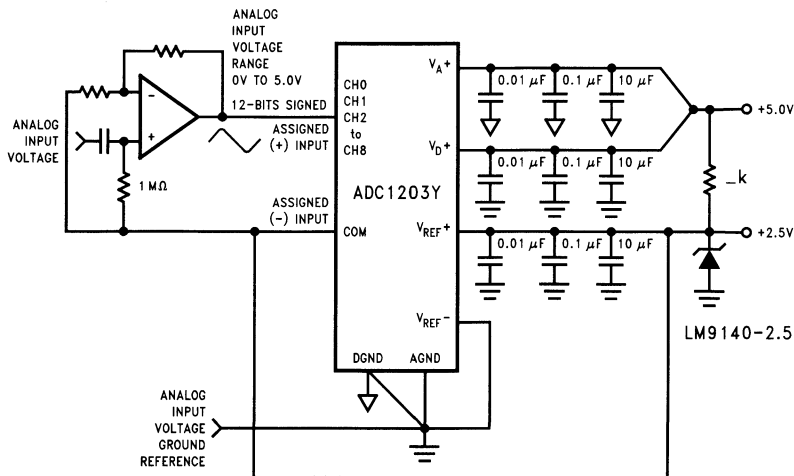 ANALOG
INPUT
VOLTAGE
RANGE
0V TO 5.0V
12-BITS SIGNED
ASSIGNED
(+) INPUT
ANALOG
INPUT
VOLTAGE
-
+
1 MΩ
ASSIGNED
(-) INPUT
CH0
CH1
CH2
to
CH8
ADC1203Y
COM
VA+
VD+
VREF+
VREF-
DGND
AGND
0.01 μF
0.1 μF
10 μF
+5.0V
0.01 μF
0.1 μF
10 μF
_k
0.01 μF
0.1 μF
10 μF
+2.5V
LM9140-2.5
ANALOG
INPUT
VOLTAGE
GROUND
REFERENCE